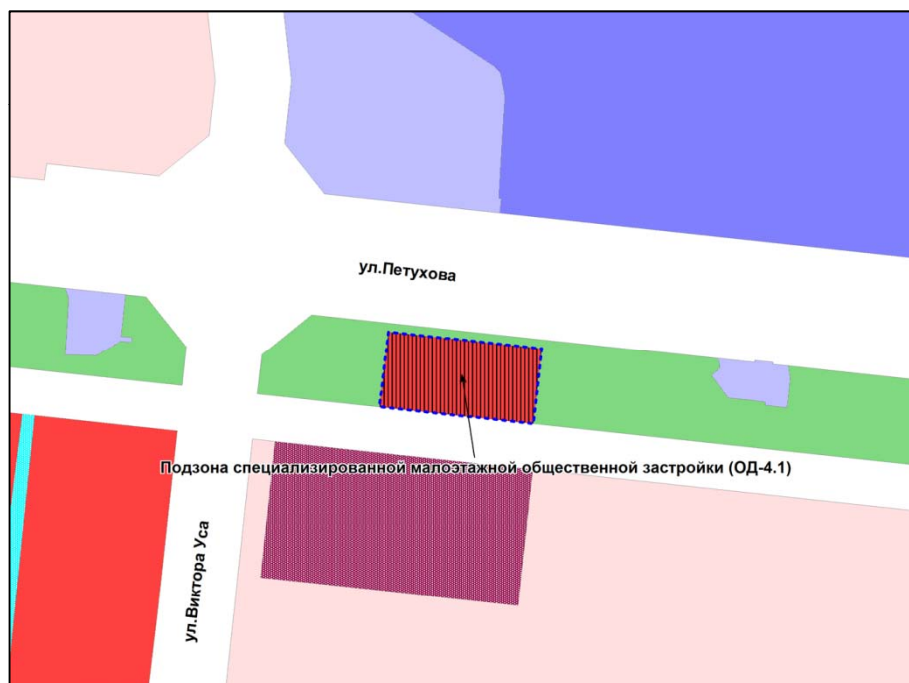 ул.Петухова
Подзона специализированной малоэтажной общественной застройки (ОД-4.1)
ул.Виктора Уса